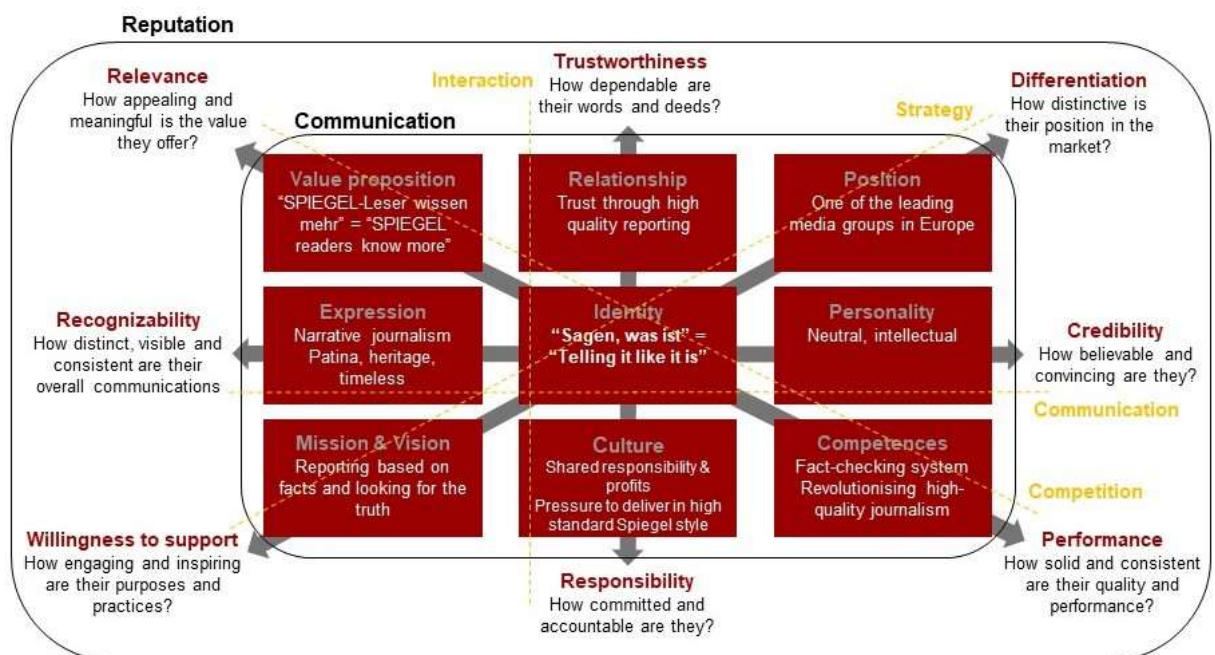 Reputation
Relevance
How appealing and
meaningful is the value
they offer?
Interaction
Trustworthiness
How dependable are
their words and deeds?
Strategy
Differentiation
How distinctive is
their position in the
market?
Communication
Value proposition
“SPIEGEL-Leser wissen
mehr” = “SPIEGEL
readers know more”
Relationship
Trust through high
quality reporting
Position
One of the leading
media groups in Europe
Recognizability
How distinct, visible and
consistent are their
overall communications
Expression
Narrative journalism
Patina, heritage,
timeless
Identity
“Sagen, was ist” =
“Telling it like it is”
Personality
Neutral, intellectual
Credibility
How believable and
convincing are they?
Communication
Mission & Vision
Reporting based on
facts and looking for the
truth
Culture
Shared responsibility &
profits
Pressure to deliver in high
standard Spiegel style
Competences
Fact-checking system
Revolutionising high-
quality journalism
Competition
Willingness to support
How engaging and inspiring
are their purposes and
practices?
Responsibility
How committed and
accountable are they?
Performance
How solid and consistent
are their quality and
performance?